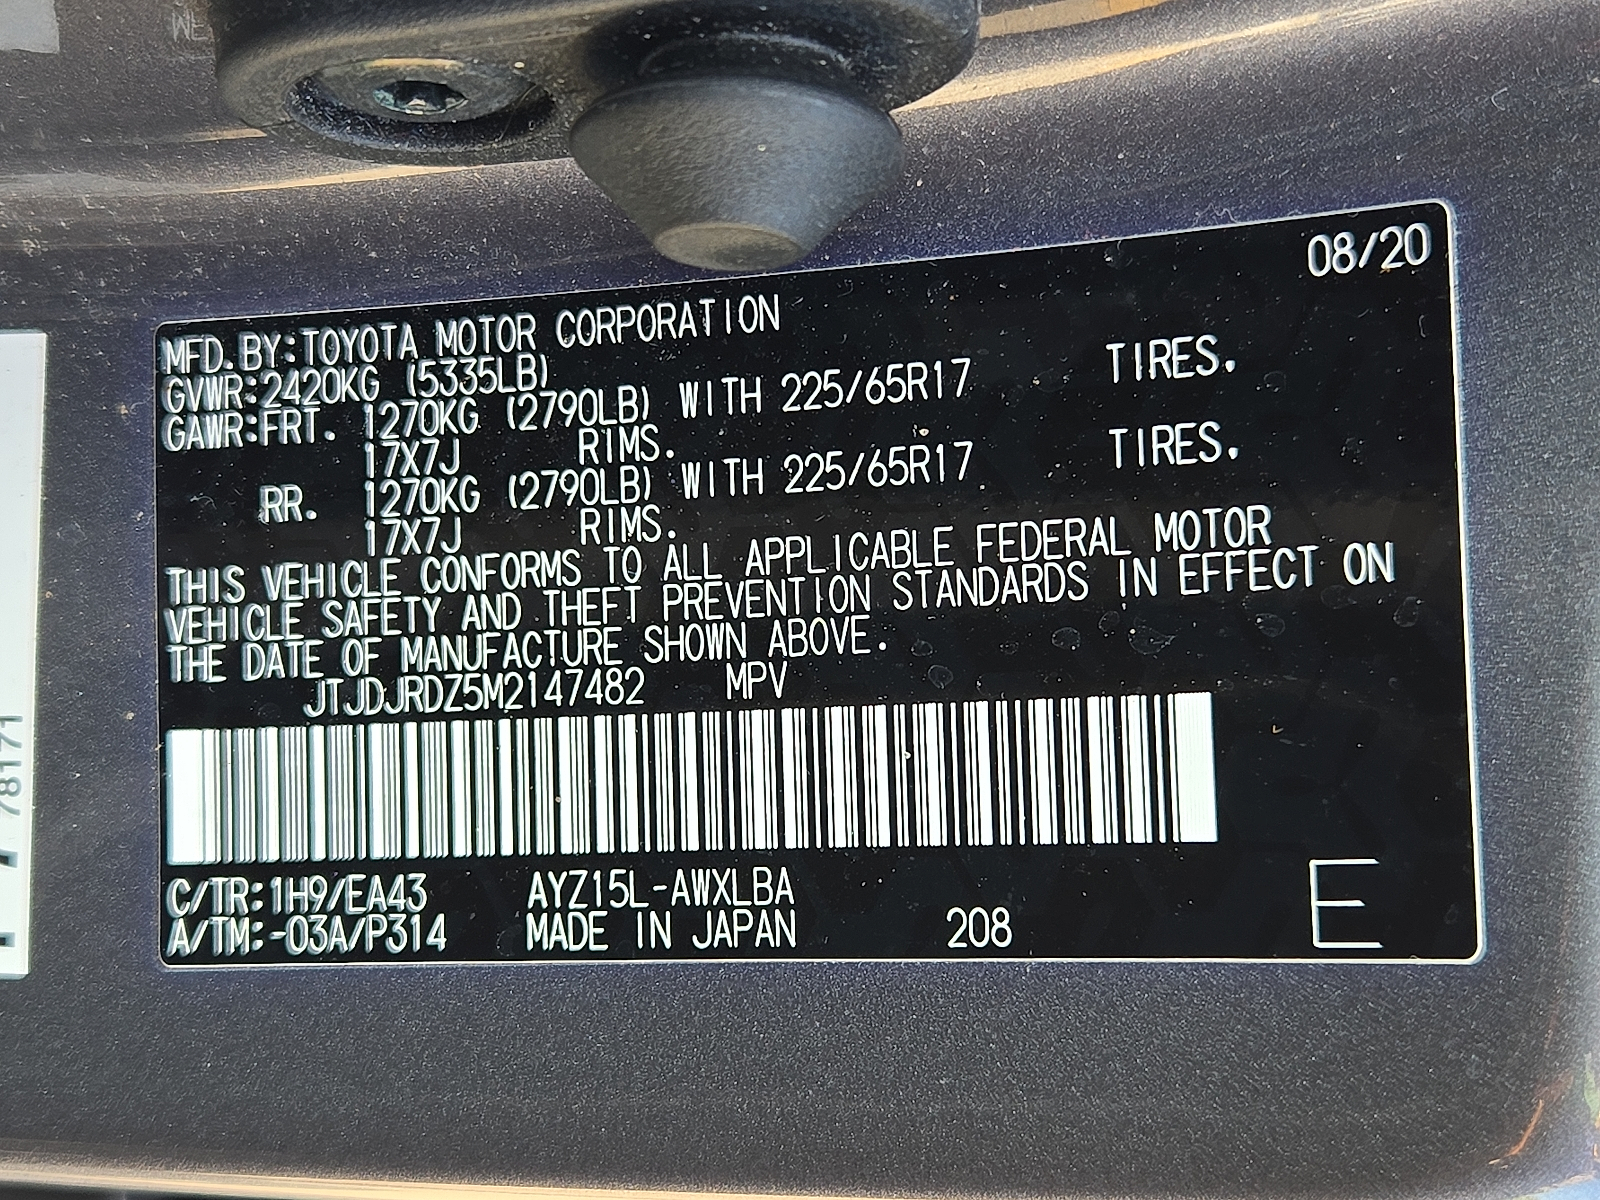 08/20
MFD.BY:TOYOTA MOTOR CORPORATION
GVWR:2420KG (5335LB)
GAWR:FRT. 1270KG (2790LB) WITH 225/65R17 TIRES.
17X7J RIMS.
RR. 1270KG (2790LB) WITH 225/65R17 TIRES.
17X7J RIMS.
THIS VEHICLE CONFORMS TO ALL APPLICABLE FEDERAL MOTOR
VEHICLE SAFETY AND THEFT PREVENTION STANDARDS IN EFFECT ON
THE DATE OF MANUFACTURE SHOWN ABOVE.
JTJDJRDZ5M2147482 MPV
C/TR:1H9/EA43 AYZ15L-AWXLBA
A/TM:-03A/P314 MADE IN JAPAN 208
E
78171